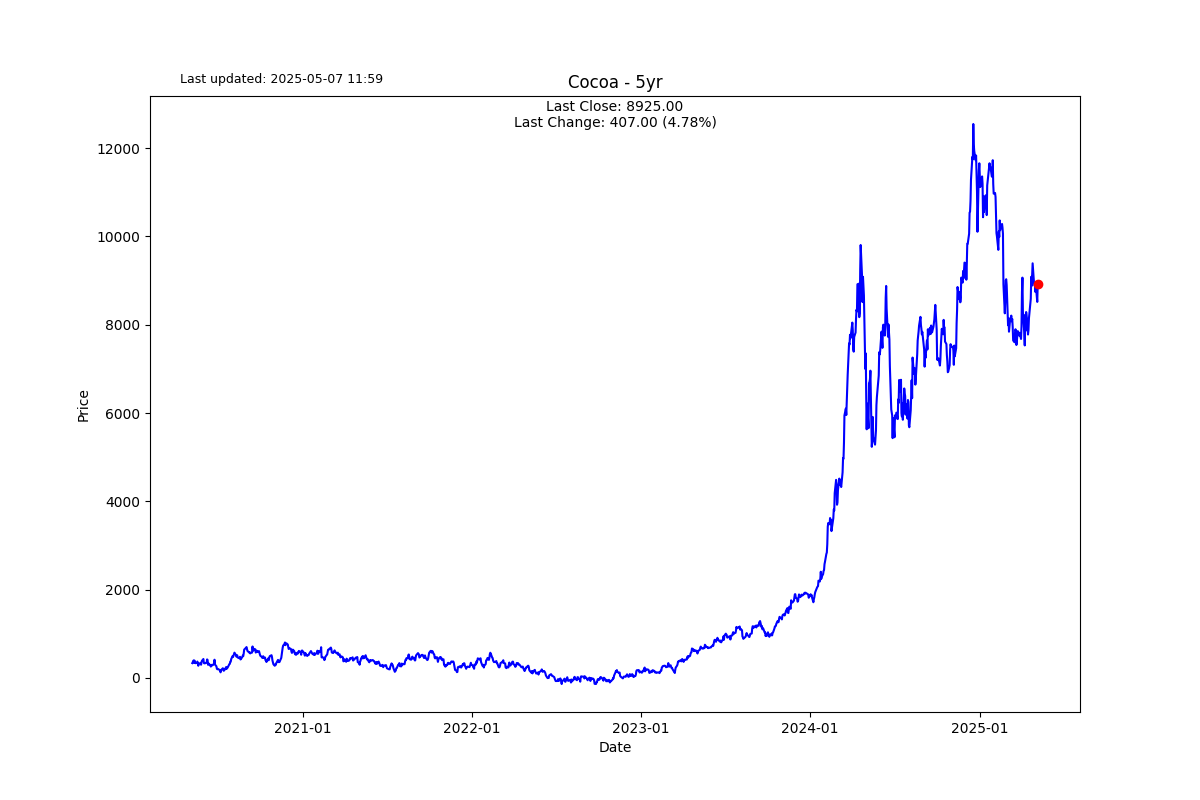 Last updated: 2025-05-07 11:59
Cocoa - 5yr
Last Close: 8925.00
Last Change: 407.00 (4.78%)
12000
10000
8000
6000
4000
2000
0
Price
2021-01
2022-01
2023-01
2024-01
2025-01
Date